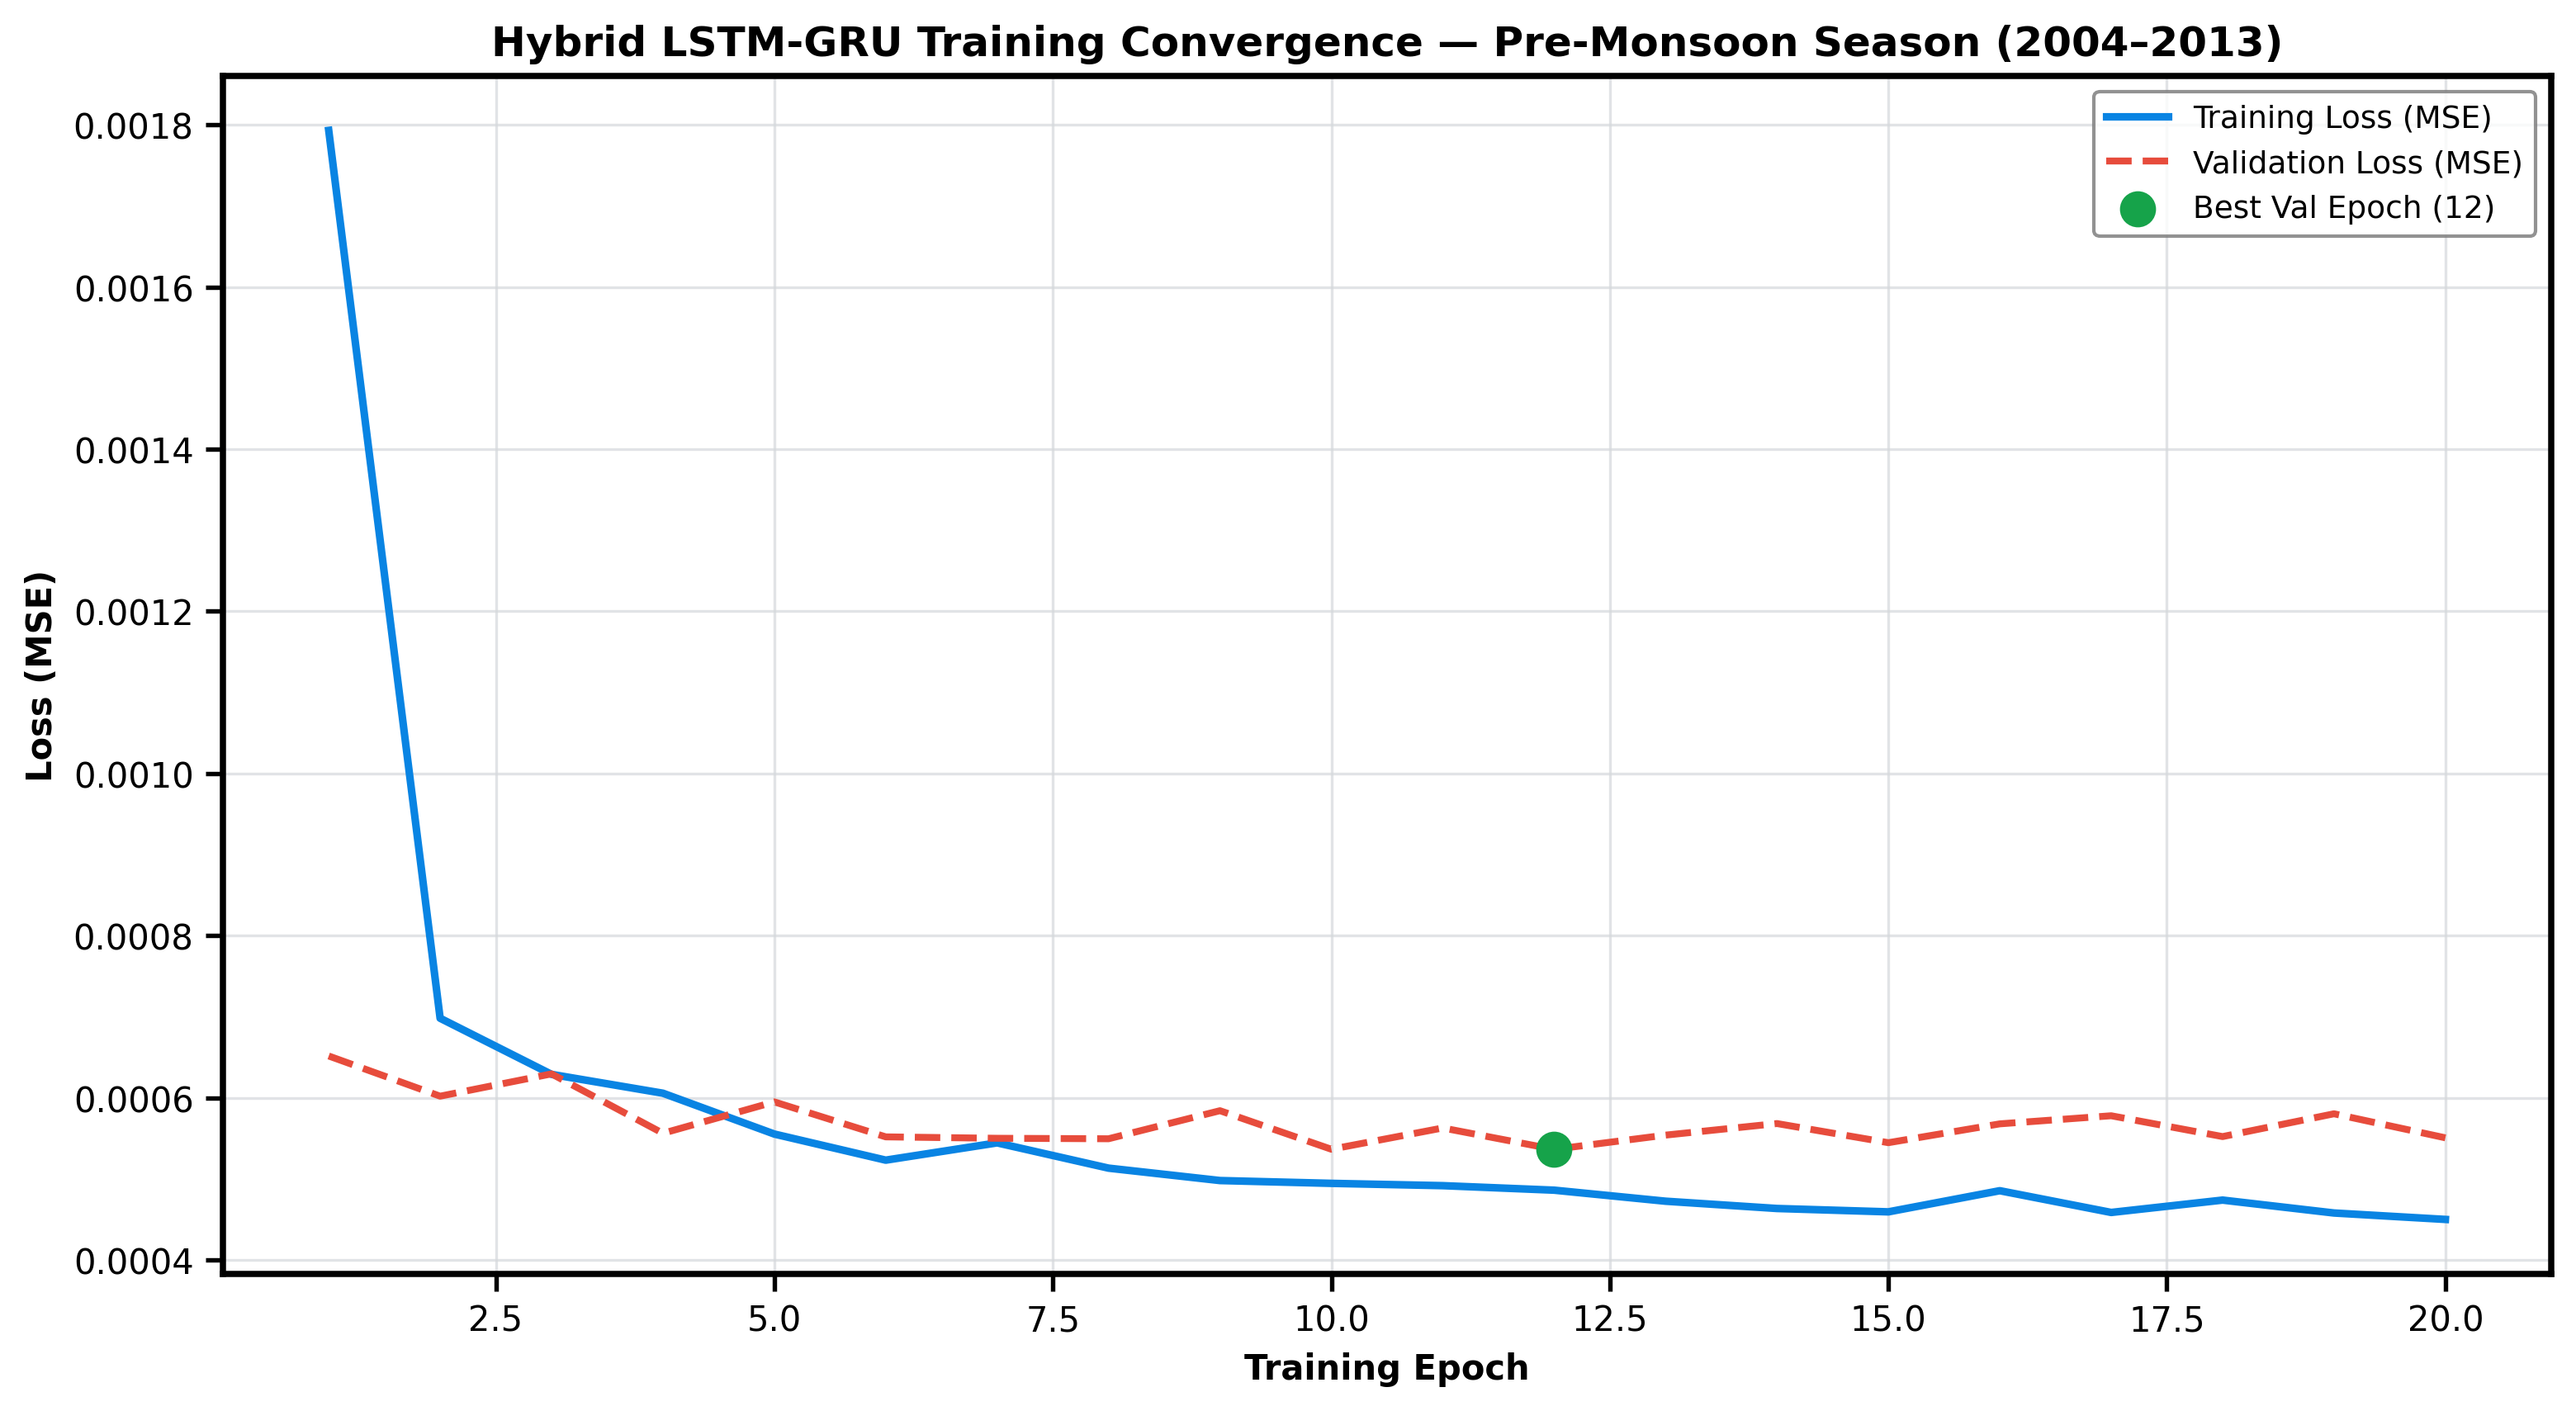 Hybrid LSTM-GRU Training Convergence — Pre-Monsoon Season (2004–2013)
Training Loss (MSE)
Validation Loss (MSE)
Best Val Epoch (12)
Loss (MSE)
0.0018
0.0016
0.0014
0.0012
0.0010
0.0008
0.0006
0.0004
2.5 5.0 7.5 10.0 12.5 15.0 17.5 20.0
Training Epoch